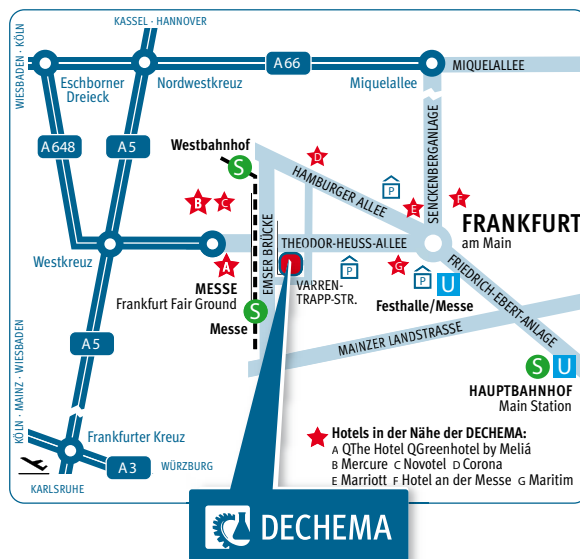 KASSEL · HANNOVER
WIESBADEN · KÖLN
A66
MIQUELALLEE
Eschborner
Dreieck
Nordwestkreuz
Miquelallee
A648
A5
SENCKENBERGANLAGE
Westbahnhof
S
D
HAMBURGER ALLEE
P
B
C
E
F
FRANKFURT
am Main
EMSER BRÜCKE
THEODOR-HEUSS-ALLEE
Westkreuz
A
G
P
P
U
MESSE
Frankfurt Fair Ground
VARREN-
TRAPP-STR.
Festhalle/Messe
FRIEDRICH-EBERT-ANLAGE
S
Messe
A5
MAINZER LANDSTRASSE
S
U
HAUPTBAHNHOF
Main Station
KÖLN · MAINZ · WIESBADEN
Frankfurter Kreuz
A3
WÜRZBURG
KARLSRUHE
Hotels in der Nähe der DECHEMA:
A QThe Hotel QGreenhotel by Meliá
B Mercure C Novotel D Corona
E Marriott F Hotel an der Messe G Maritim
DECHEMA